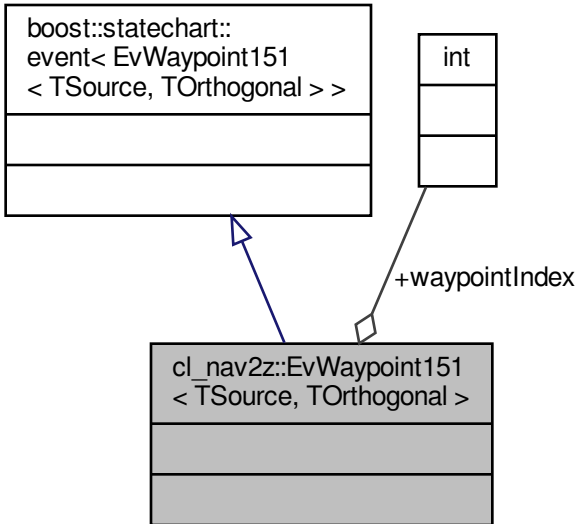 boost::statechart::
event< EvWaypoint151
< TSource, TOrthogonal > >
int
+waypointIndex
cl_nav2z::EvWaypoint151
< TSource, TOrthogonal >